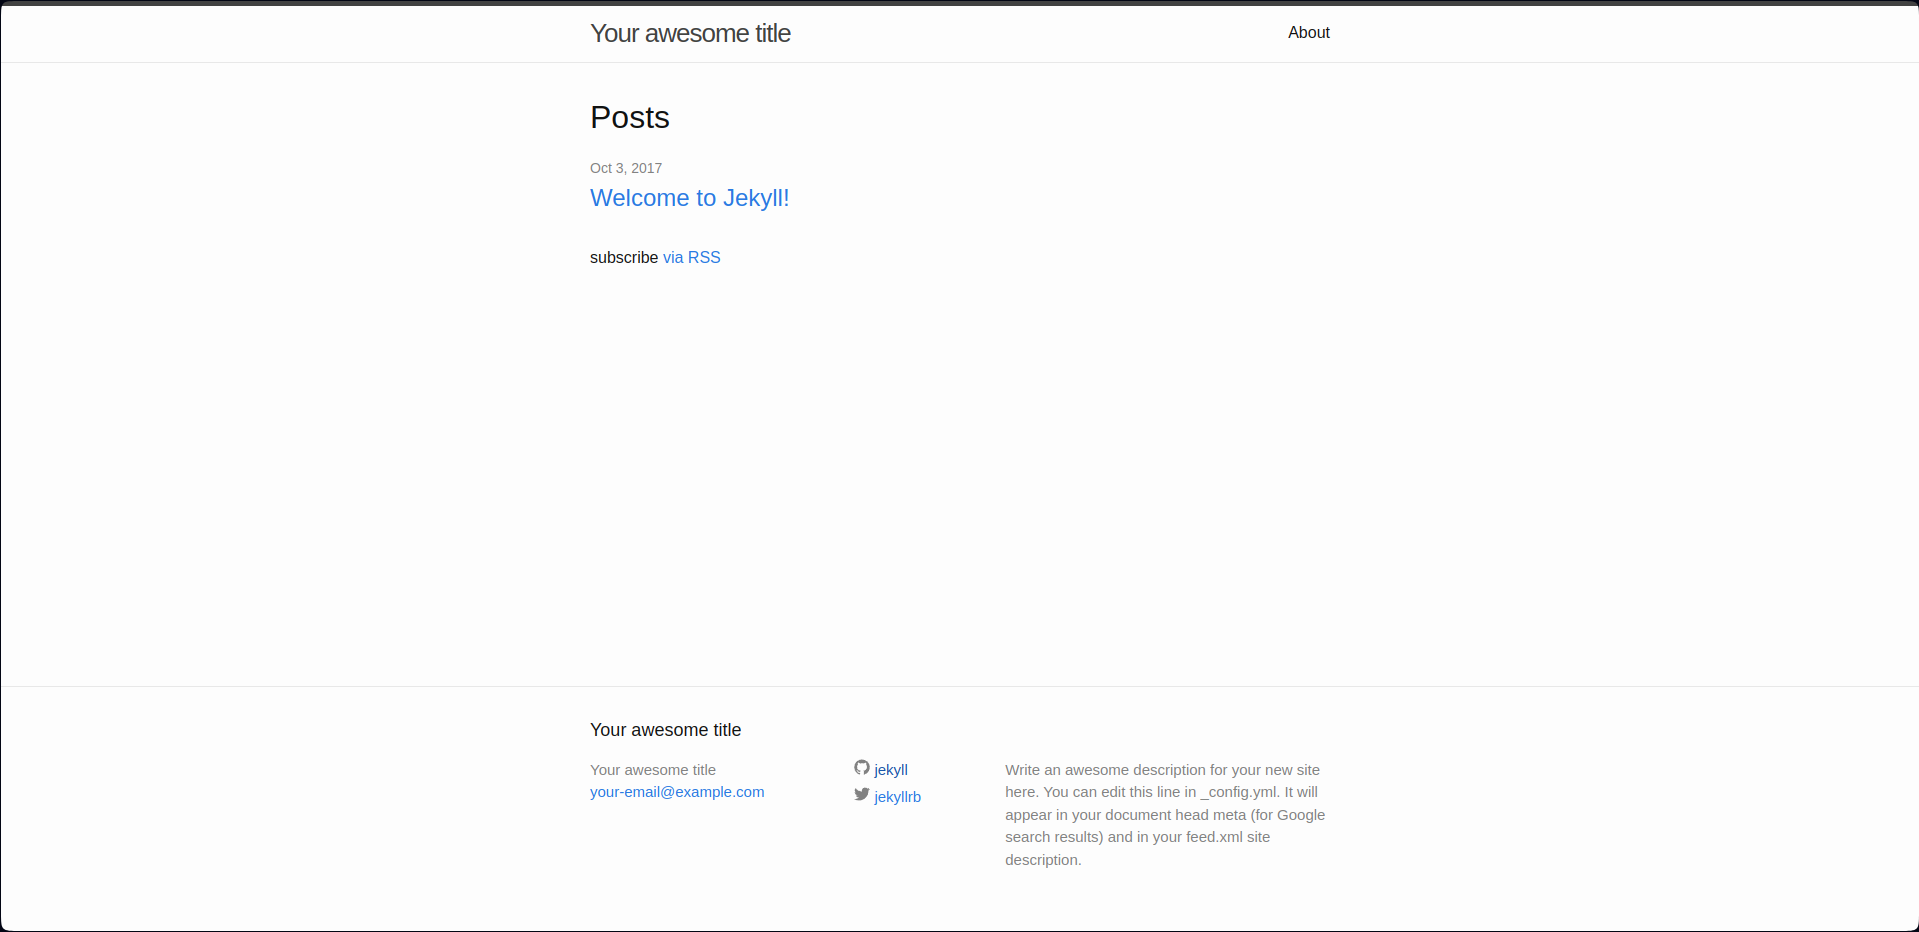 Your awesome title
About
Posts
Oct 3, 2017
Welcome to Jekyll!
subscribe via RSS
Your awesome title
Your awesome title
your-email@example.com
jekyll
jekyllrb
Write an awesome description for your new site
here. You can edit this line in _config.yml. It will
appear in your document head meta (for Google
search results) and in your feed.xml site
description.